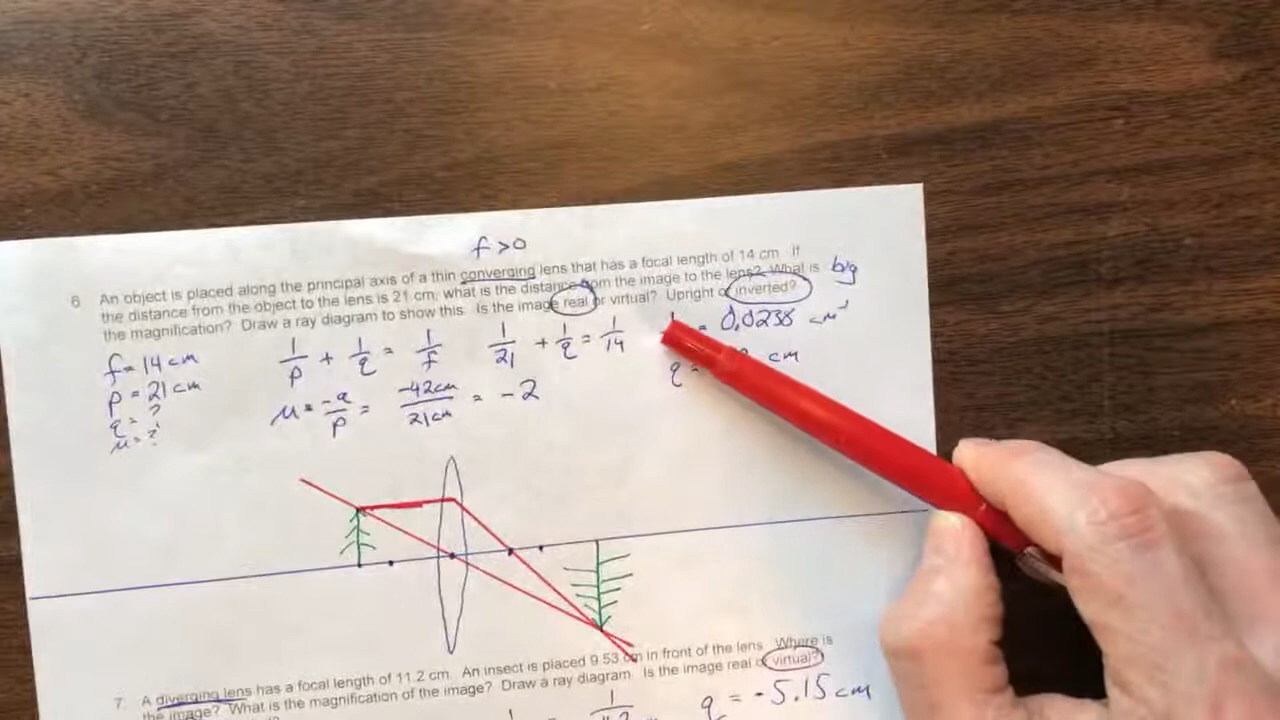 f > 0
6 An object is placed along the principal axis of a thin converging lens that has a focal length of 14 cm. If
the distance from the object to the lens is 21 cm, what is the distance from the image to the lens? What is big
the magnification? Draw a ray diagram to show this. Is the image real or virtual? Upright or inverted?
f = 14 cm
p = 21 cm
q = ?
M = ?
1/p + 1/q = 1/f
1/21 + 1/q = 1/14
= 0.0238 cm⁻¹
q = cm
M = -q/p = -42cm/21cm = -2
7. A diverging lens has a focal length of 11.2 cm. An insect is placed 9.53 cm in front of the lens. Where is
the image? What is the magnification of the image? Draw a ray diagram. Is the image real or virtual?
q = -5.15 cm